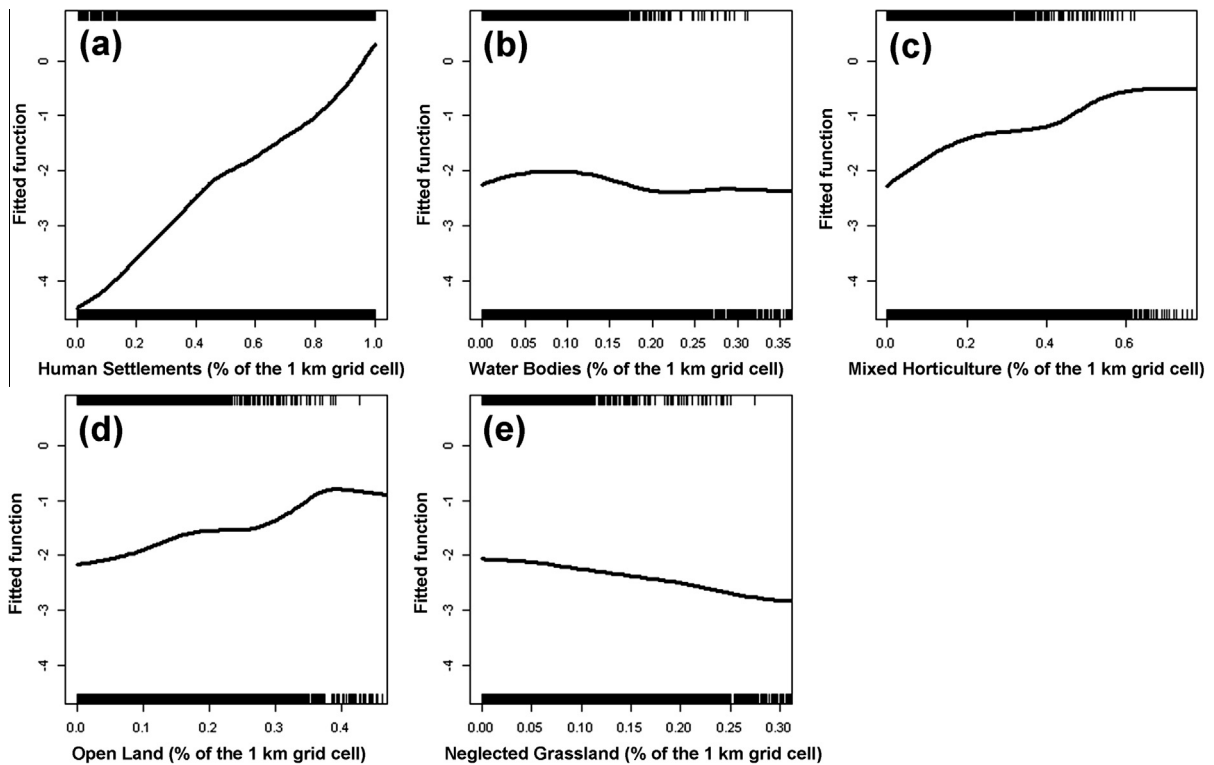 (a)
0
-1
-2
-3
-4
Fitted function
0.0 0.2 0.4 0.6 0.8 1.0
Human Settlements (% of the 1 km grid cell)
(b)
0
-1
-2
-3
-4
Fitted function
0.00 0.05 0.10 0.15 0.20 0.25 0.30 0.35
Water Bodies (% of the 1 km grid cell)
(c)
0
-1
-2
-3
-4
Fitted function
0.0 0.2 0.4 0.6
Mixed Horticulture (% of the 1 km grid cell)
(d)
0
-1
-2
-3
-4
Fitted function
0.0 0.1 0.2 0.3 0.4
Open Land (% of the 1 km grid cell)
(e)
0
-1
-2
-3
-4
Fitted function
0.00 0.05 0.10 0.15 0.20 0.25 0.30
Neglected Grassland (% of the 1 km grid cell)